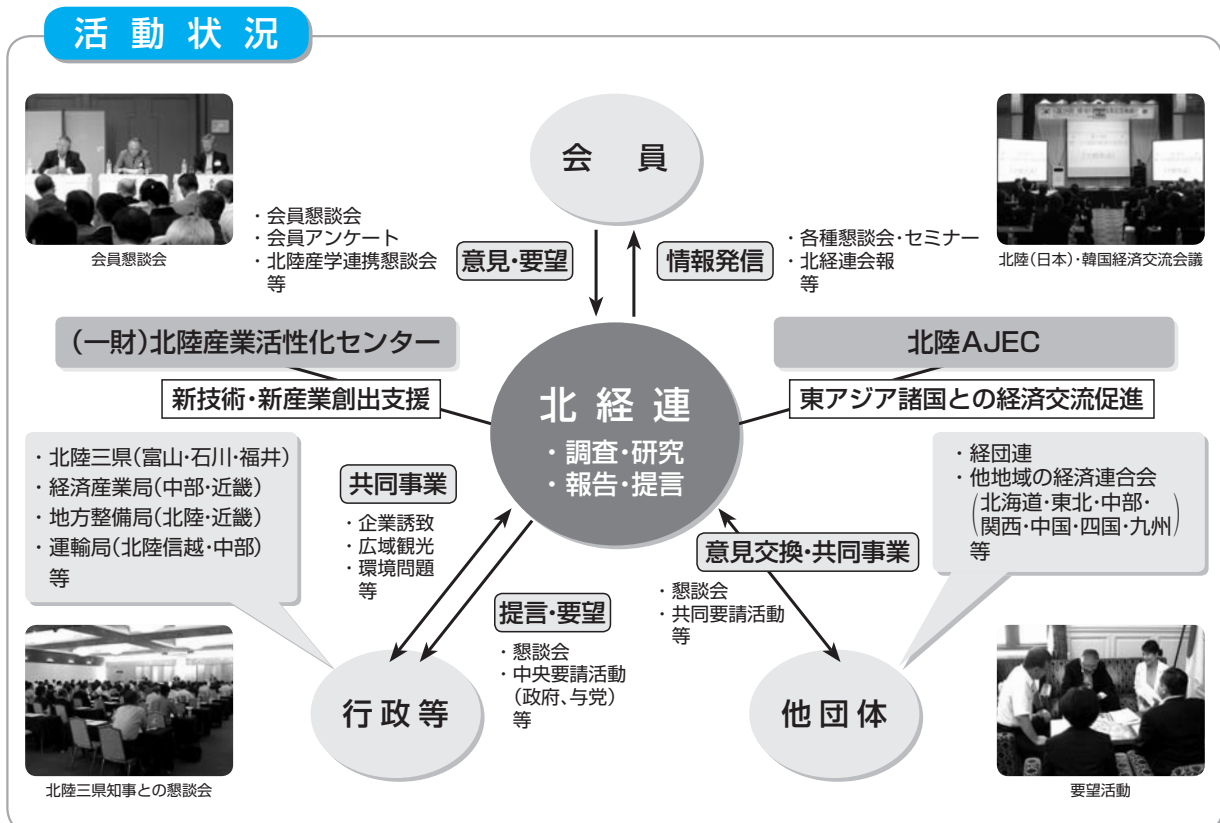 活動状況
会員
会員懇談会
・会員懇談会
・会員アンケート
・北陸産学連携懇談会
等
意見・要望
情報発信
・各種懇談会・セミナー
・北経連会報
等
北陸(日本)・韓国経済交流会議
(一財)北陸産業活性化センター
新技術・新産業創出支援
北経連
・調査・研究
・報告・提言
北陸AJEC
東アジア諸国との経済交流促進
・北陸三県(富山・石川・福井)
・経済産業局(中部・近畿)
・地方整備局(北陸・近畿)
・運輸局(北陸信越・中部)
等
共同事業
・企業誘致
・広域観光
・環境問題
等
提言・要望
・懇談会
・中央要請活動
(政府、与党)
等
意見交換・共同事業
・懇談会
・共同要請活動
等
・経団連
・他地域の経済連合会
(北海道・東北・中部・
関西・中国・四国・九州)
等
行政等
他団体
北陸三県知事との懇談会
要望活動